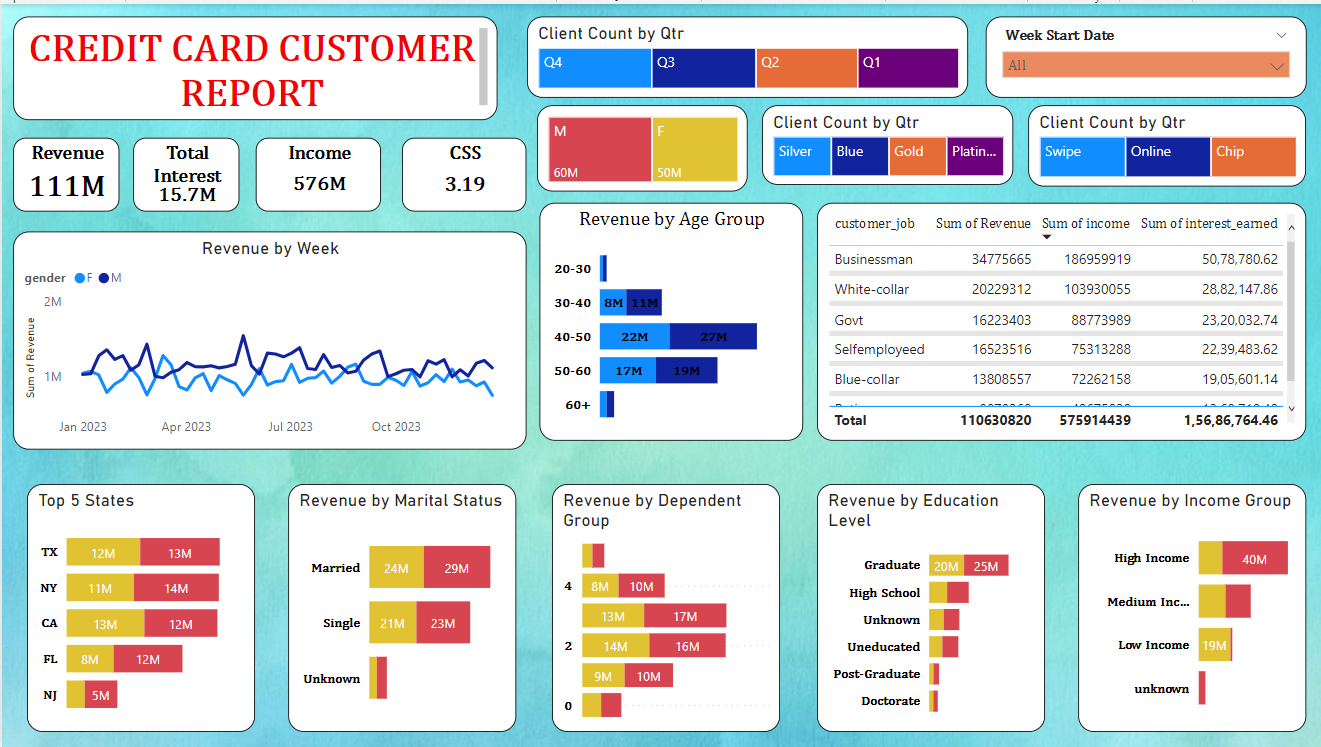 CREDIT CARD CUSTOMER
REPORT
Client Count by Qtr
Q4 Q3 Q2 Q1
Week Start Date
All
M F
60M 50M
Client Count by Qtr
Silver Blue Gold Platin...
Client Count by Qtr
Swipe Online Chip
Revenue
111M
Total
Interest
15.7M
Income
576M
CSS
3.19
Revenue by Week
gender F M
2M
1M
Sum of Revenue
Jan 2023 Apr 2023 Jul 2023 Oct 2023
Revenue by Age Group
20-30
30-40 8M 11M
40-50 22M 27M
50-60 17M 19M
60+
customer_job Sum of Revenue Sum of income Sum of interest_earned
Businessman 34775665 186959919 50,78,780.62
White-collar 20229312 103930055 28,82,147.86
Govt 16223403 88773989 23,20,032.74
Selfemployeed 16523516 75313288 22,39,483.62
Blue-collar 13808557 72262158 19,05,601.14
Total 110630820 575914439 1,56,86,764.46
Top 5 States
TX 12M 13M
NY 11M 14M
CA 13M 12M
FL 8M 12M
NJ 5M
Revenue by Marital Status
Married 24M 29M
Single 21M 23M
Unknown
Revenue by Dependent
Group
4 8M 10M
13M 17M
2 14M 16M
9M 10M
0
Revenue by Education
Level
Graduate 20M 25M
High School
Unknown
Uneducated
Post-Graduate
Doctorate
Revenue by Income Group
High Income 40M
Medium Inc...
Low Income 19M
unknown